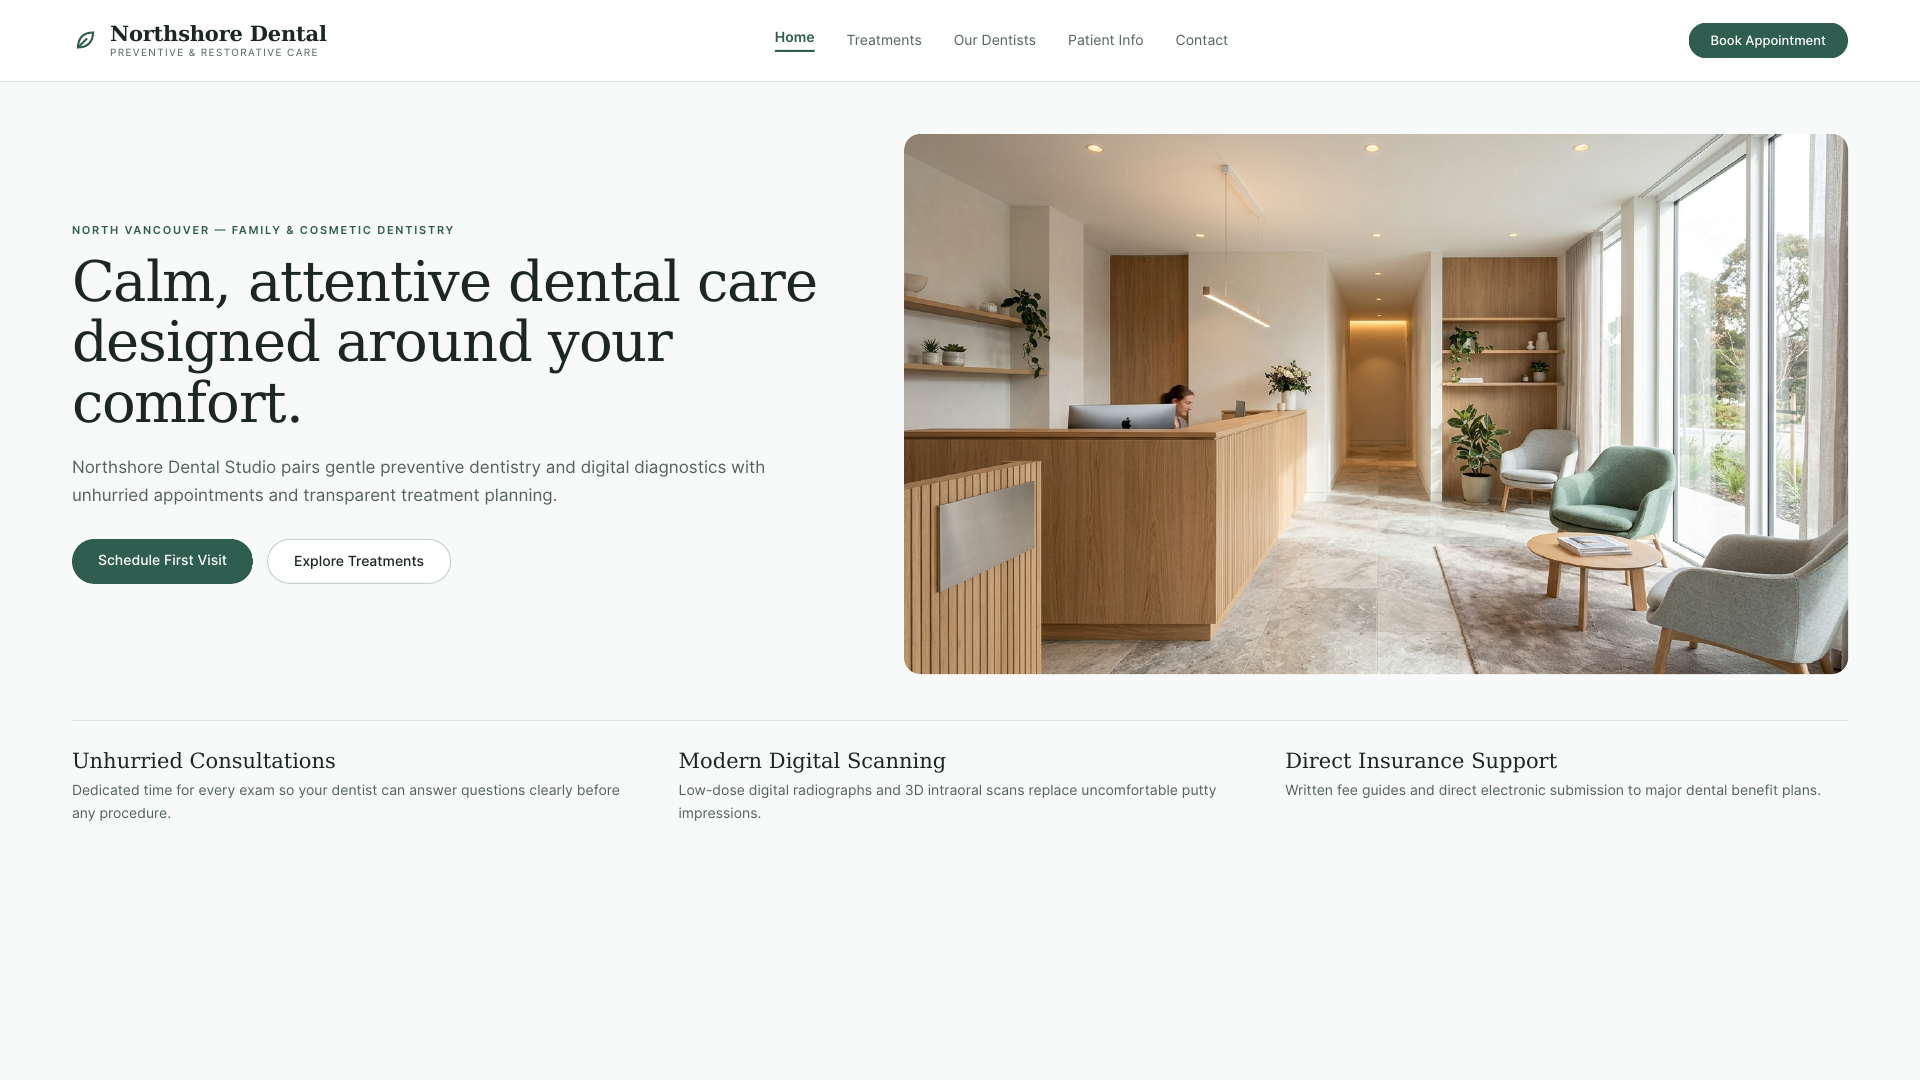 Northshore Dental
PREVENTIVE & RESTORATIVE CARE
Home
Treatments
Our Dentists
Patient Info
Contact
Book Appointment
NORTH VANCOUVER — FAMILY & COSMETIC DENTISTRY
Calm, attentive dental care
designed around your
comfort.
Northshore Dental Studio pairs gentle preventive dentistry and digital diagnostics with
unhurried appointments and transparent treatment planning.
Schedule First Visit
Explore Treatments
Unhurried Consultations
Dedicated time for every exam so your dentist can answer questions clearly before
any procedure.
Modern Digital Scanning
Low-dose digital radiographs and 3D intraoral scans replace uncomfortable putty
impressions.
Direct Insurance Support
Written fee guides and direct electronic submission to major dental benefit plans.